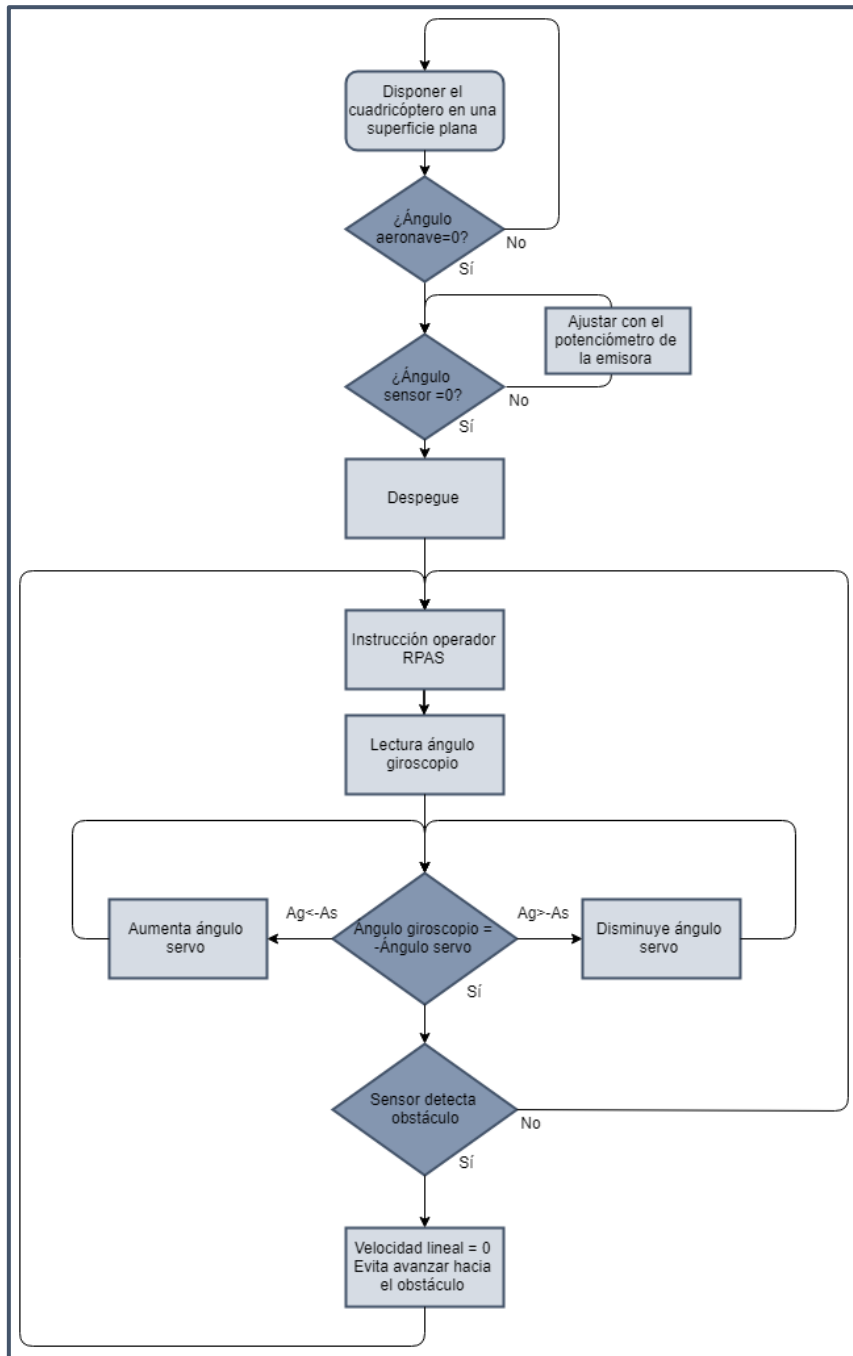 Disponer el
cuadricóptero en una
superficie plana
¿Ángulo
aeronave=0?
No
Sí
Ajustar con el
potenciómetro de
la emisora
¿Ángulo
sensor =0?
No
Sí
Despegue
Instrucción operador
RPAS
Lectura ángulo
giroscopio
Ag<-As
Ag>-As
Aumenta ángulo
servo
Ángulo giroscopio =
-Ángulo servo
Disminuye ángulo
servo
Sí
Sensor detecta
obstáculo
No
Sí
Velocidad lineal = 0
Evita avanzar hacia
el obstáculo